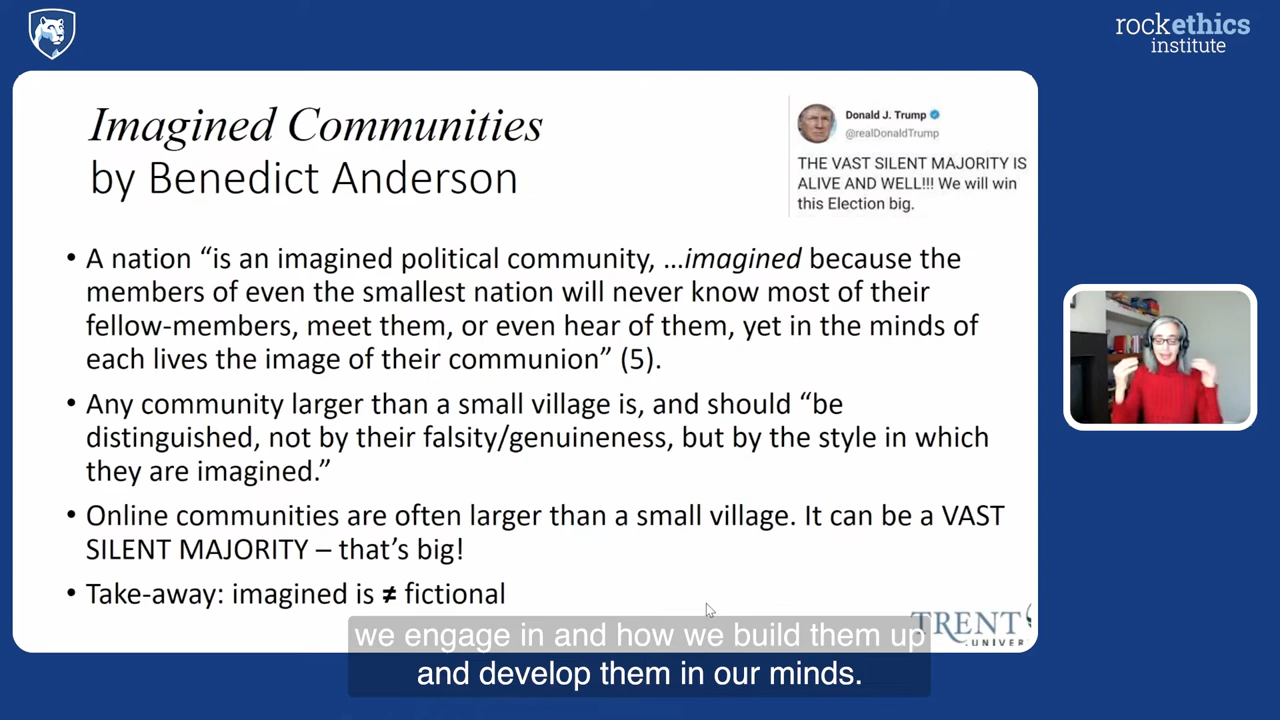 rockethics
institute
Imagined Communities
by Benedict Anderson
Donald J. Trump
@realDonaldTrump
THE VAST SILENT MAJORITY IS
ALIVE AND WELL!!! We will win
this Election big.
• A nation “is an imagined political community, ...imagined because the
members of even the smallest nation will never know most of their
fellow-members, meet them, or even hear of them, yet in the minds of
each lives the image of their communion” (5).
• Any community larger than a small village is, and should “be
distinguished, not by their falsity/genuineness, but by the style in which
they are imagined.”
• Online communities are often larger than a small village. It can be a VAST
SILENT MAJORITY – that’s big!
• Take-away: imagined is ≠ fictional
TRENT
UNIVER
we engage in and how we build them up
and develop them in our minds.